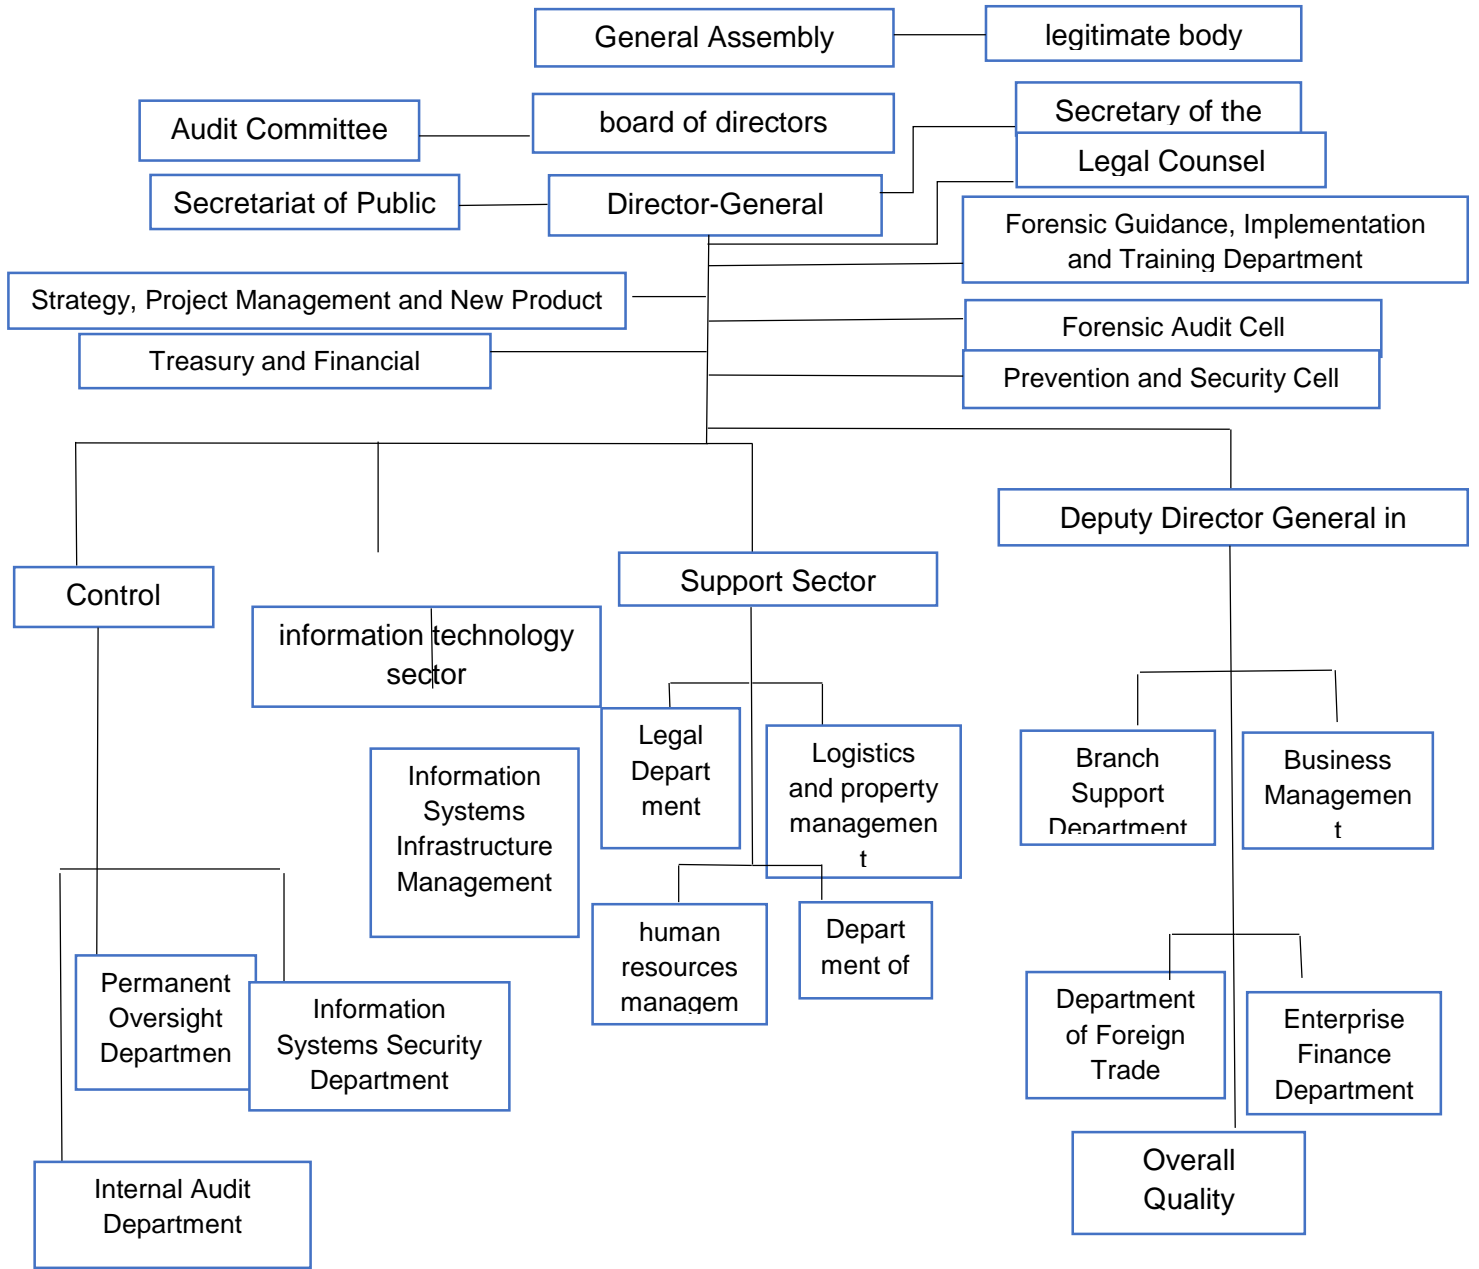 General Assembly
legitimate body
Audit Committee
board of directors
Secretary of the
Legal Counsel
Secretariat of Public
Director-General
Forensic Guidance, Implementation
and Training Department
Strategy, Project Management and New Product
Forensic Audit Cell
Treasury and Financial
Prevention and Security Cell
Deputy Director General in
Control
Support Sector
information technology
sector
Legal
Depart
ment
Logistics
and property
managemen
t
Branch
Support
Department
Business
Managemen
t
Information
Systems
Infrastructure
Management
human
resources
managem
Depart
ment of
Permanent
Oversight
Departmen
Information
Systems Security
Department
Department
of Foreign
Trade
Enterprise
Finance
Department
Internal Audit
Department
Overall
Quality